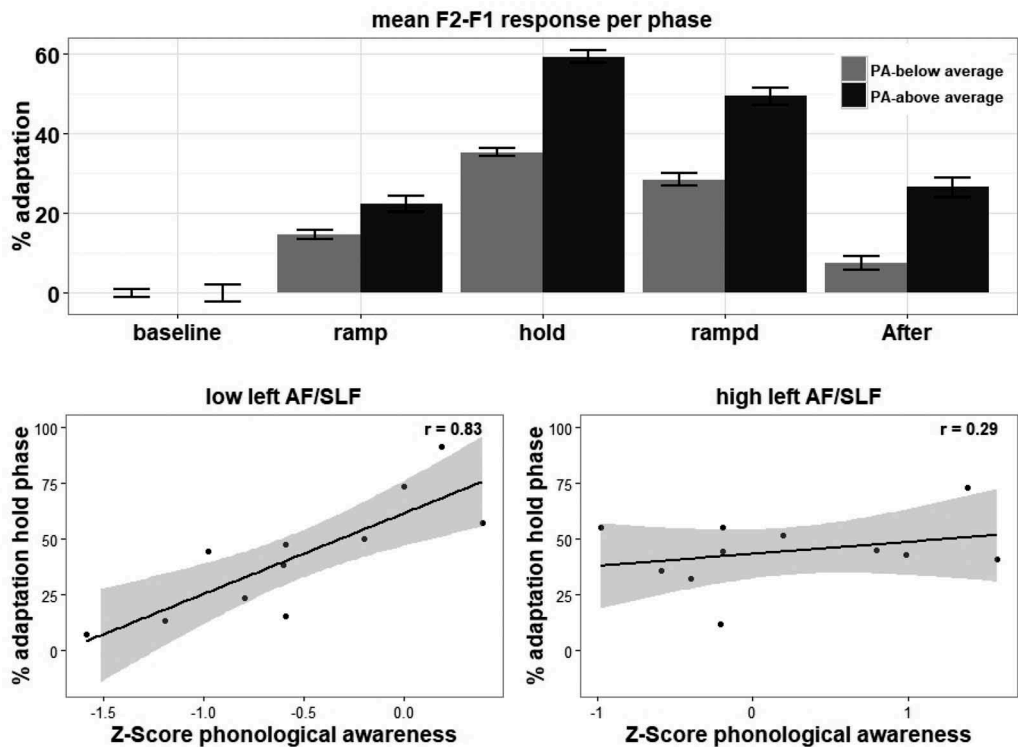 mean F2-F1 response per phase
% adaptation
60
40
20
0
PA-below average
PA-above average
baseline ramp hold rampd After
low left AF/SLF
% adaptation hold phase
100
75
50
25
0
r = 0.83
-1.5 -1.0 -0.5 0.0
Z-Score phonological awareness
high left AF/SLF
% adaptation hold phase
100
75
50
25
0
r = 0.29
-1 0 1
Z-Score phonological awareness